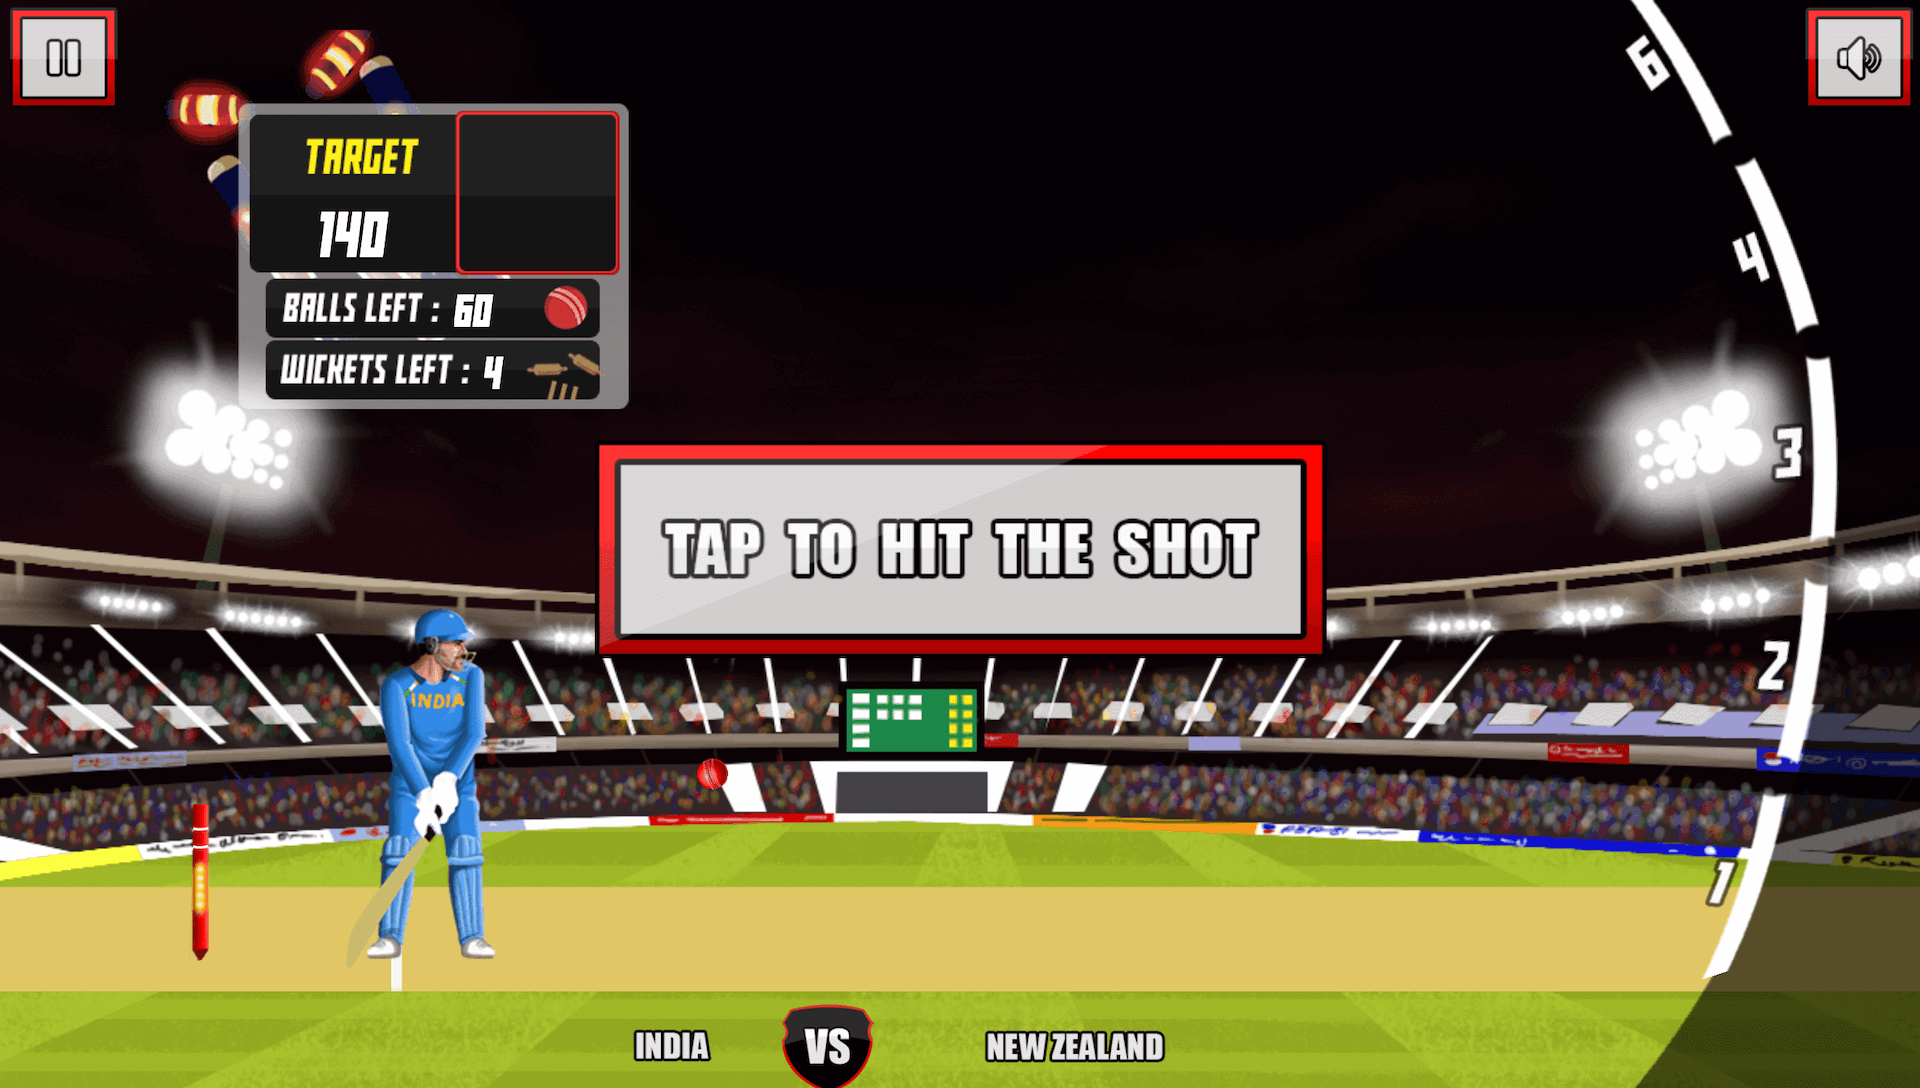 TARGET
140
BALLS LEFT : 60
WICKETS LEFT : 4
6
4
3
2
1
TAP TO HIT THE SHOT
INDIA
INDIA
VS
NEW ZEALAND